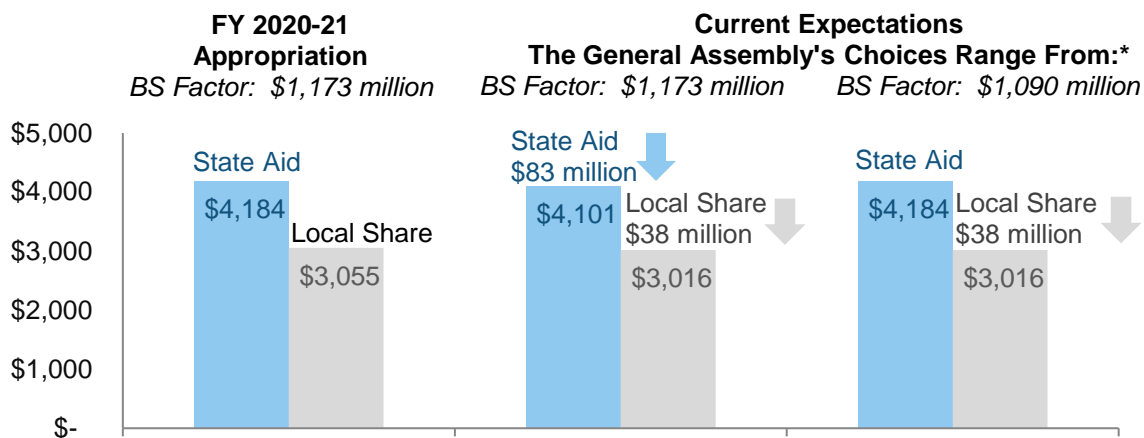 FY 2020-21
Appropriation
BS Factor: $1,173 million
Current Expectations
The General Assembly's Choices Range From:*
BS Factor: $1,173 million
BS Factor: $1,090 million
$5,000
$4,000
$3,000
$2,000
$1,000
$-
State Aid
$4,184
Local Share
$3,055
State Aid
$83 million
$4,101
Local Share
$38 million
$3,016
State Aid
$4,184
Local Share
$38 million
$3,016